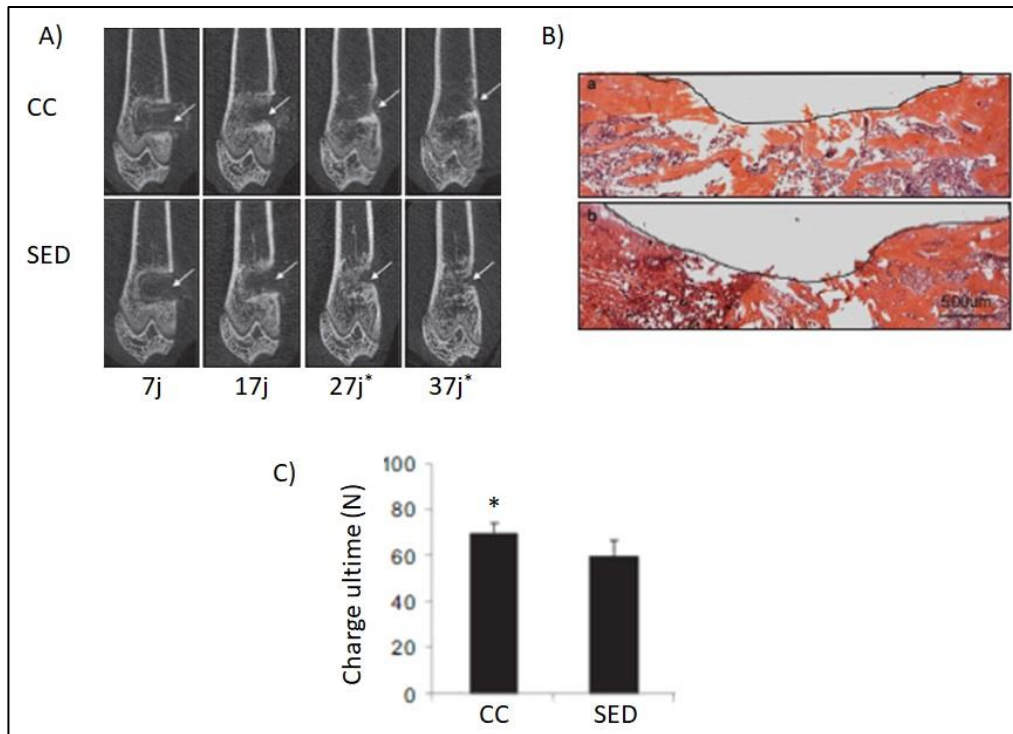 A)
CC
SED
7j
17j
27j*
37j*
B)
a
b
500um
C)
Charge ultime (N)
100
80
60
40
20
0
*
CC
SED